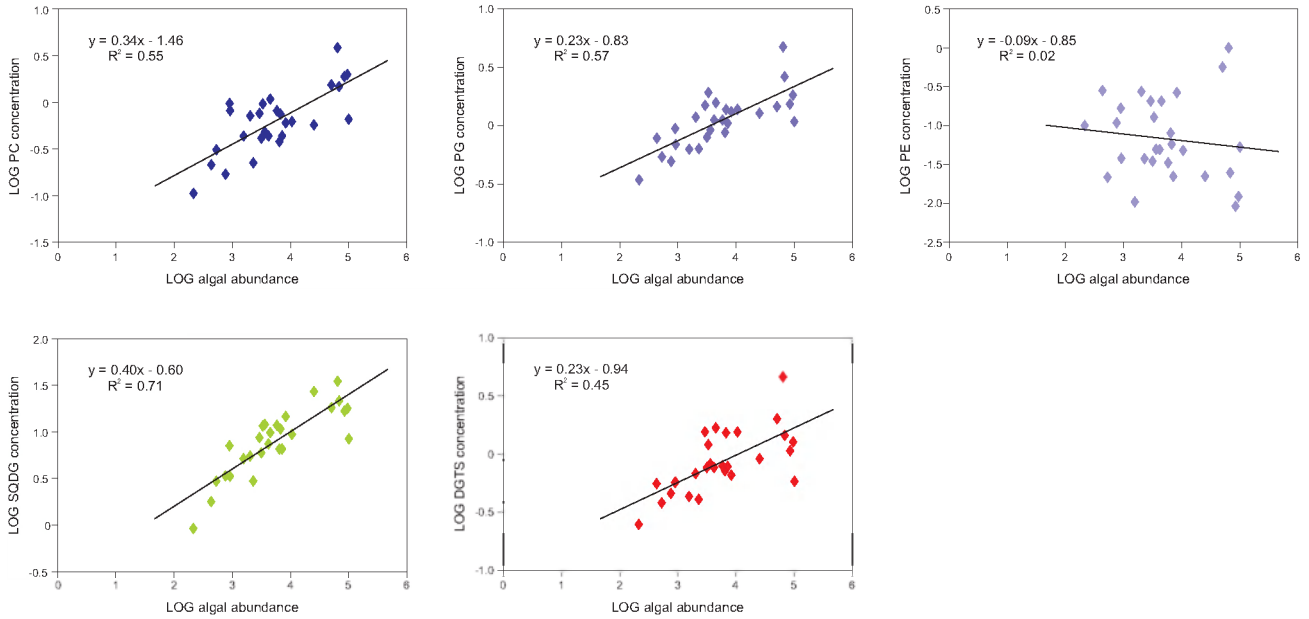 LOG PC concentration
y = 0.34x - 1.46
R² = 0.55
1.0
0.5
0
-0.5
-1.0
-1.5
0 1 2 3 4 5 6
LOG algal abundance
LOG PG concentration
y = 0.23x - 0.83
R² = 0.57
1.0
0.5
0
-0.5
-1.0
0 1 2 3 4 5 6
LOG algal abundance
LOG PE concentration
y = -0.09x - 0.85
R² = 0.02
0.5
0
-0.5
-1.0
-1.5
-2.0
-2.5
0 1 2 3 4 5 6
LOG algal abundance
LOG SQDG concentration
y = 0.40x - 0.60
R² = 0.71
2.0
1.5
1.0
0.5
0
-0.5
0 1 2 3 4 5 6
LOG algal abundance
LOG DGTS concentration
y = 0.23x - 0.94
R² = 0.45
1.0
0.5
0
-0.5
-1.0
0 1 2 3 4 5 6
LOG algal abundance